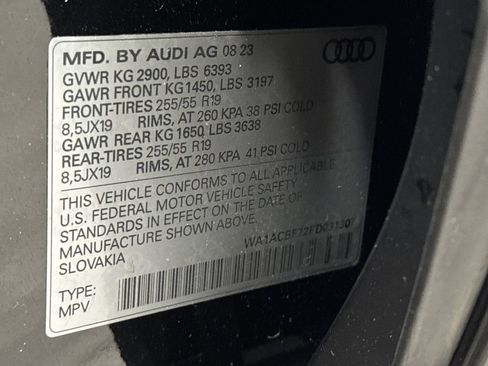 MFD. BY AUDI AG 08 23
GVWR KG 2900, LBS 6393
GAWR FRONT KG 1450, LBS 3197
FRONT-TIRES 255/55 R19
8,5JX19 RIMS, AT 260 KPA 38 PSI COLD
GAWR REAR KG 1650, LBS 3638
REAR-TIRES 255/55 R19
8,5JX19 RIMS, AT 280 KPA 41 PSI COLD
THIS VEHICLE CONFORMS TO ALL APPLICABLE
U.S. FEDERAL MOTOR VEHICLE SAFETY
STANDARDS IN EFFECT ON THE DATE OF
MANUFACTURE SHOWN ABOVE.
SLOVAKIA
TYPE:
MPV